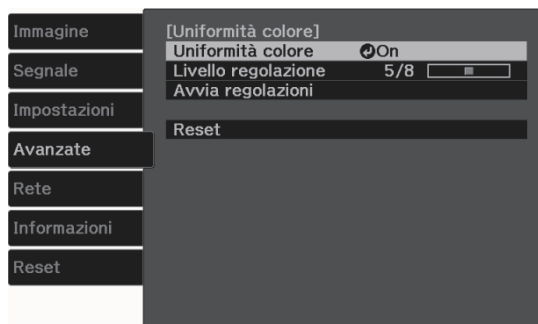 Immagine
Segnale
Impostazioni
Avanzate
Rete
Informazioni
Reset
[Uniformità colore]
Uniformità colore On
Livello regolazione 5/8
Avvia regolazioni
Reset